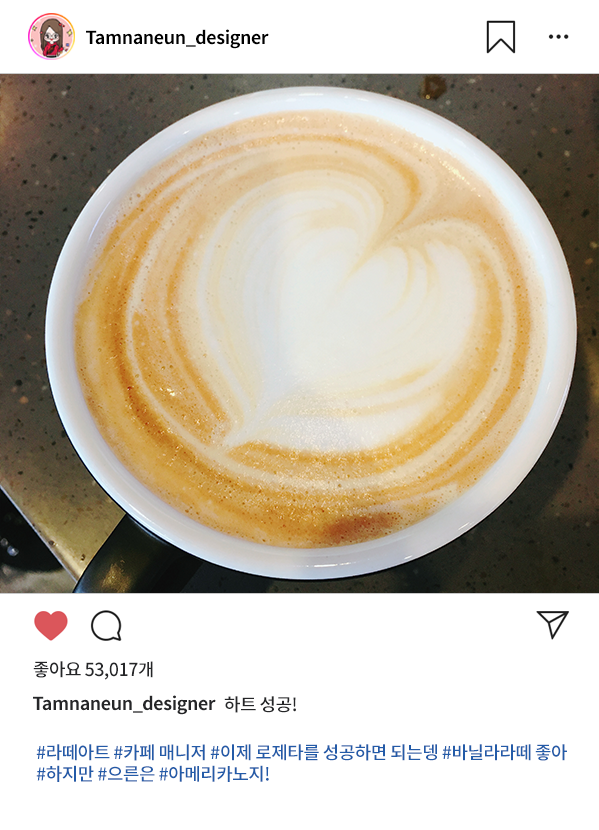 Tamnaneun_designer
좋아요 53,017개
Tamnaneun_designer 하트 성공!
#라떼아트 #카페 매니저 #이제 로제타를 성공하면 되는뎅 #바닐라라떼 좋아
#하지만 #으른은 #아메리카노지!